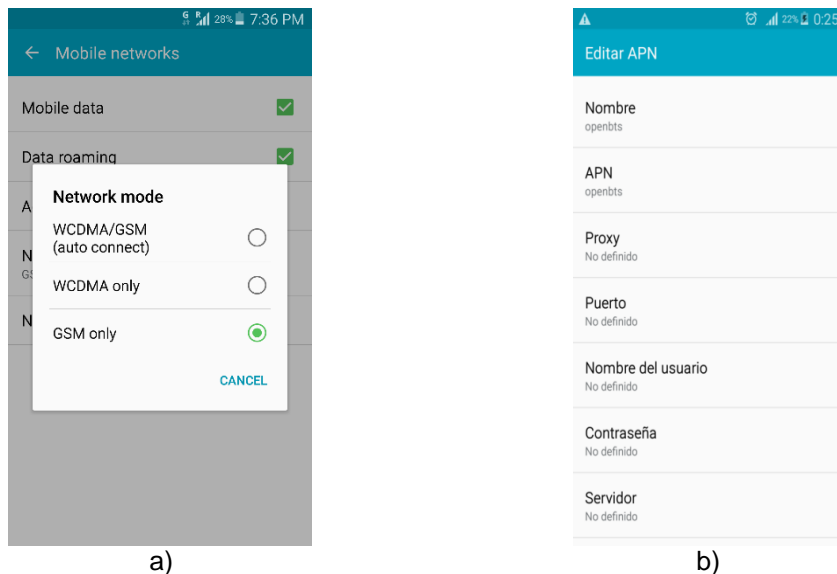 28% 7:36 PM
Mobile networks
Mobile data
Data roaming
A
Network mode
WCDMA/GSM
(auto connect)
N
GS
WCDMA only
N
GSM only
CANCEL
a)
22% 0:25
Editar APN
Nombre
openbts
APN
openbts
Proxy
No definido
Puerto
No definido
Nombre del usuario
No definido
Contraseña
No definido
Servidor
No definido
b)